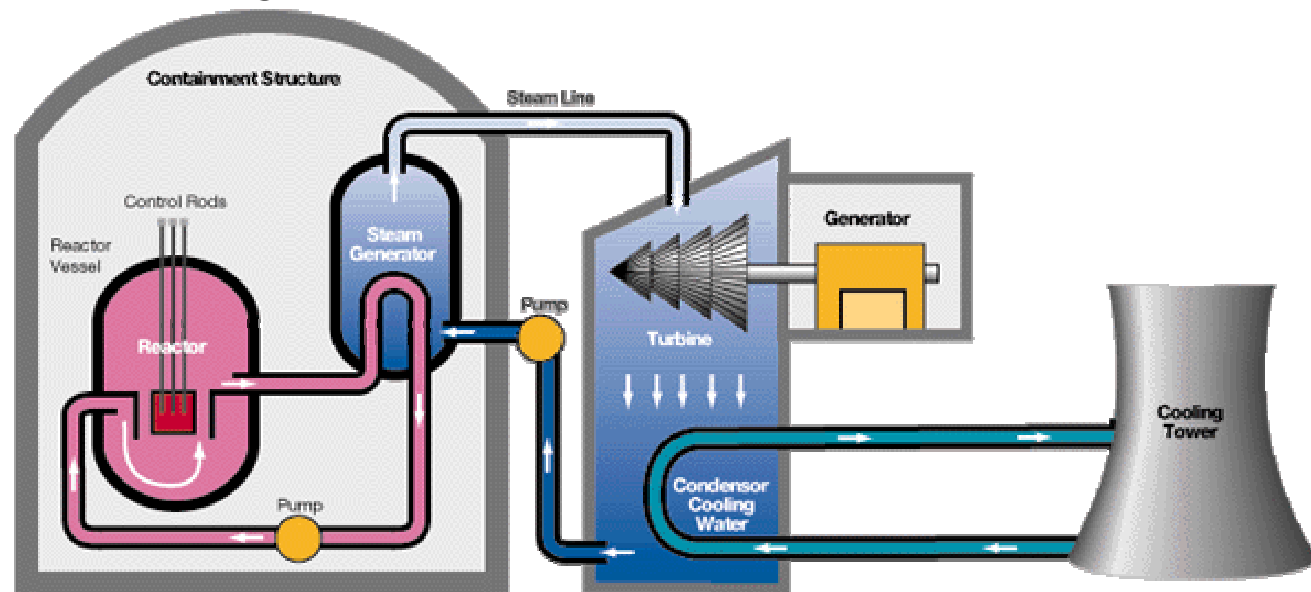 Containment Structure
Steam Line
Control Rods
Reactor
Vessel
Steam
Generator
Generator
Pump
Reactor
Turbine
Cooling
Tower
Condensor
Cooling
Water
Pump